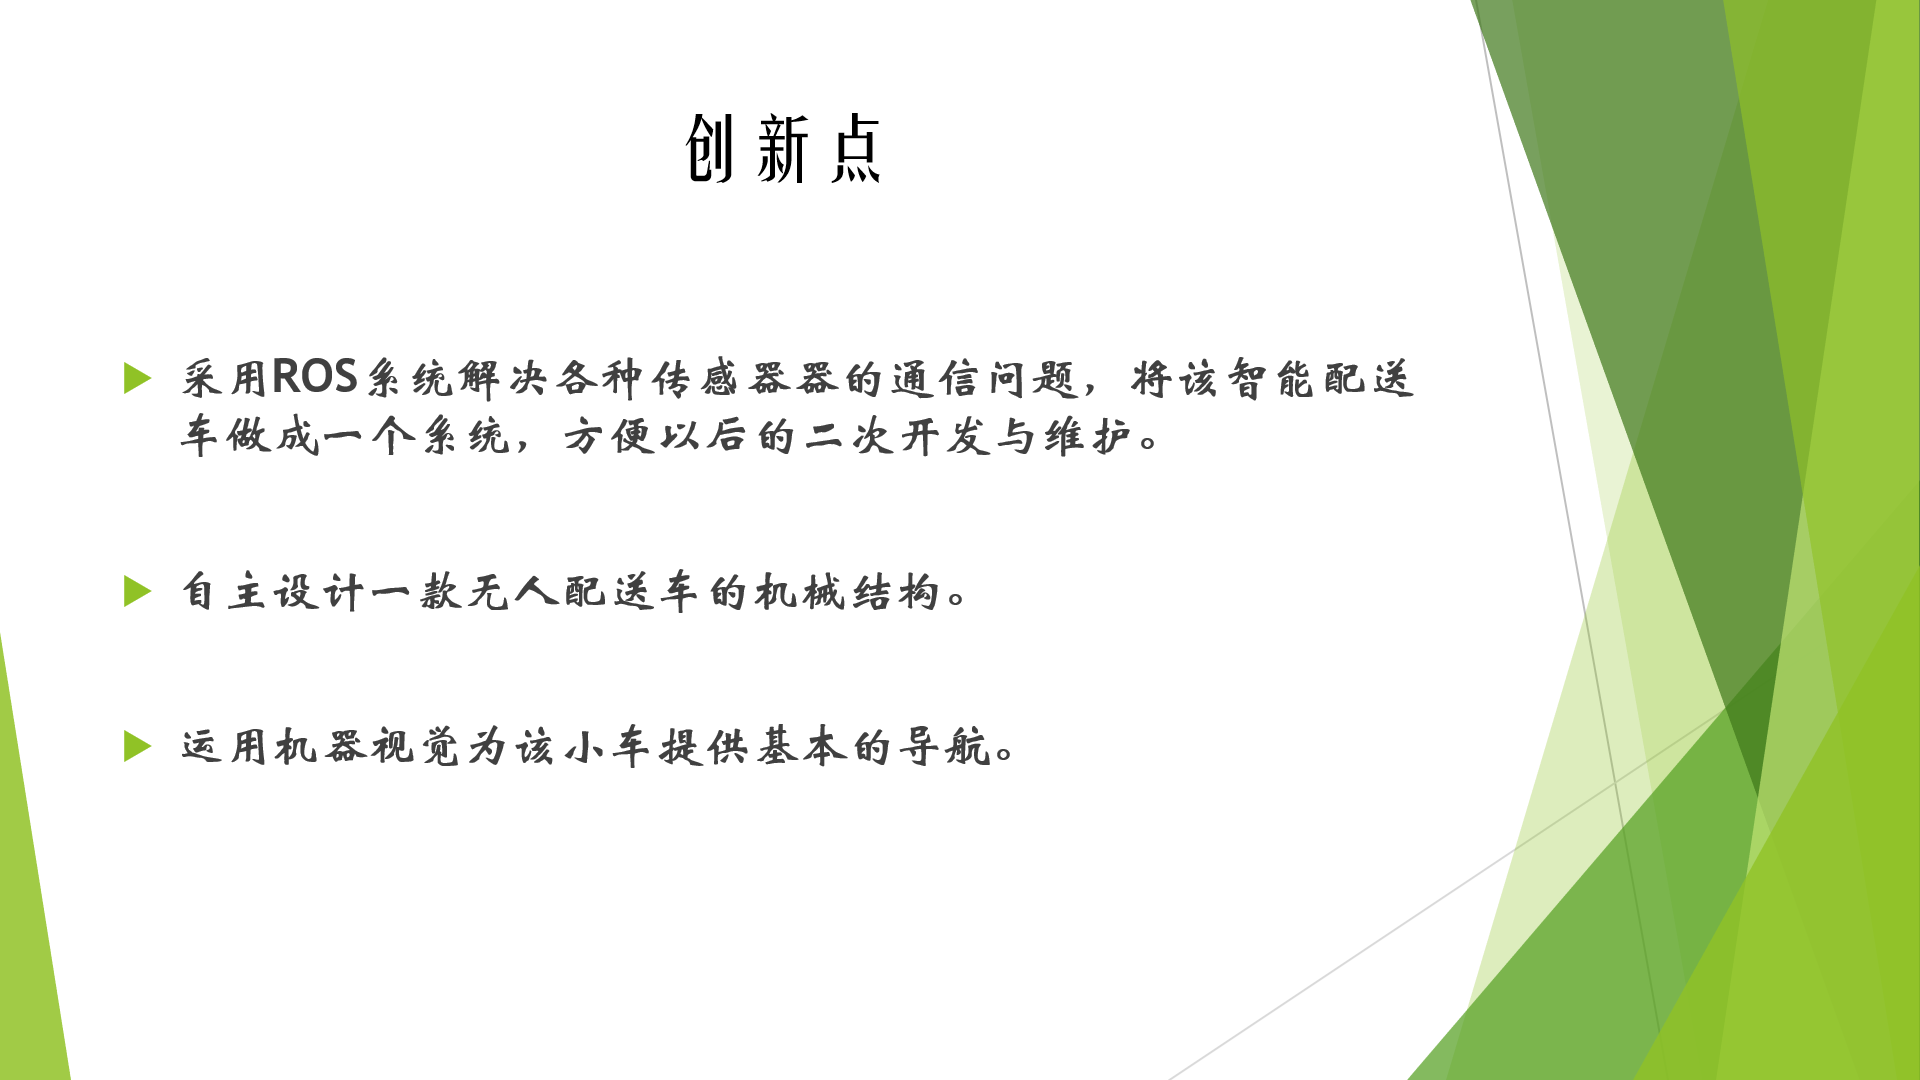 创新点
采用ROS系统解决各种传感器器的通信问题，将该智能配送
车做成一个系统，方便以后的二次开发与维护。
自主设计一款无人配送车的机械结构。
运用机器视觉为该小车提供基本的导航。